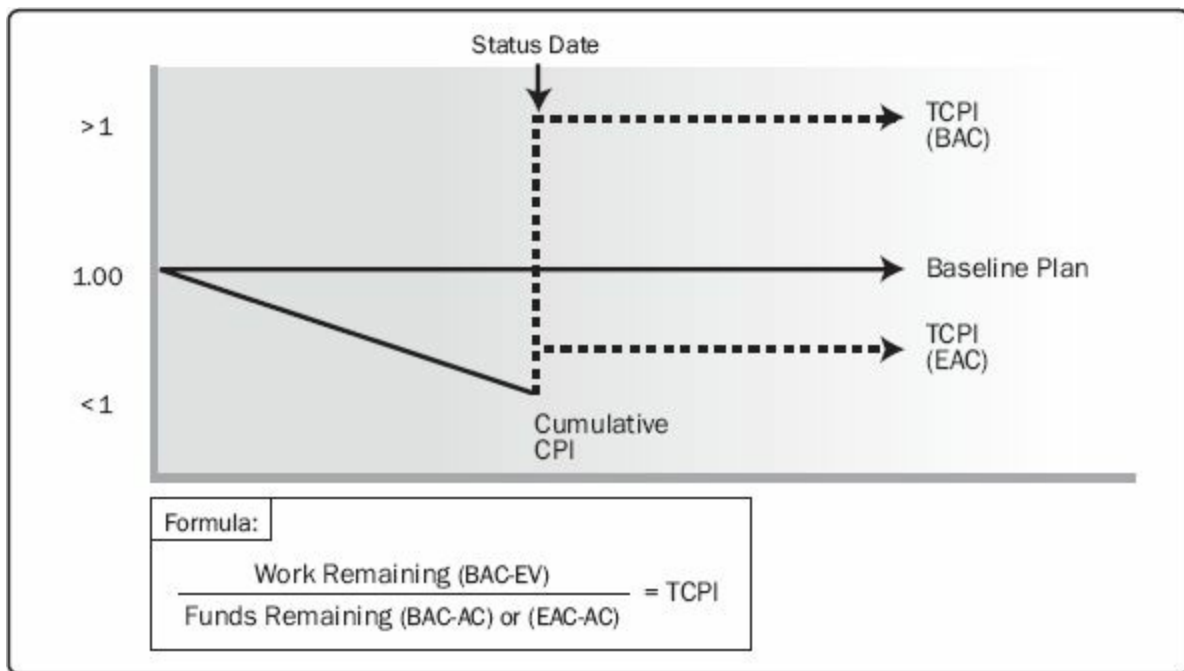 Status Date
>1
TCPI
(BAC)
1.00
Baseline Plan
TCPI
(EAC)
<1
Cumulative
CPI
Formula:
Work Remaining (BAC-EV)
Funds Remaining (BAC-AC) or (EAC-AC)
= TCPI